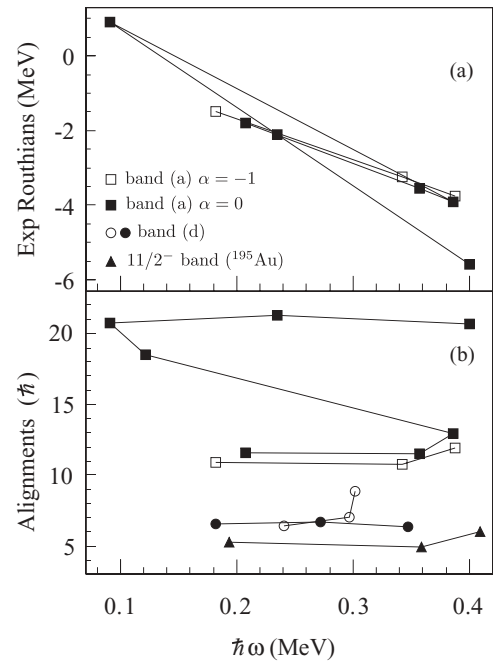 Exp Routhians (MeV)
0
-2
-4
-6
(a)
band (a) α = −1
band (a) α = 0
band (d)
11/2⁻ band (¹⁹⁵Au)
Alignments (ℏ)
20
15
10
5
(b)
0.1 0.2 0.3 0.4
ℏω (MeV)